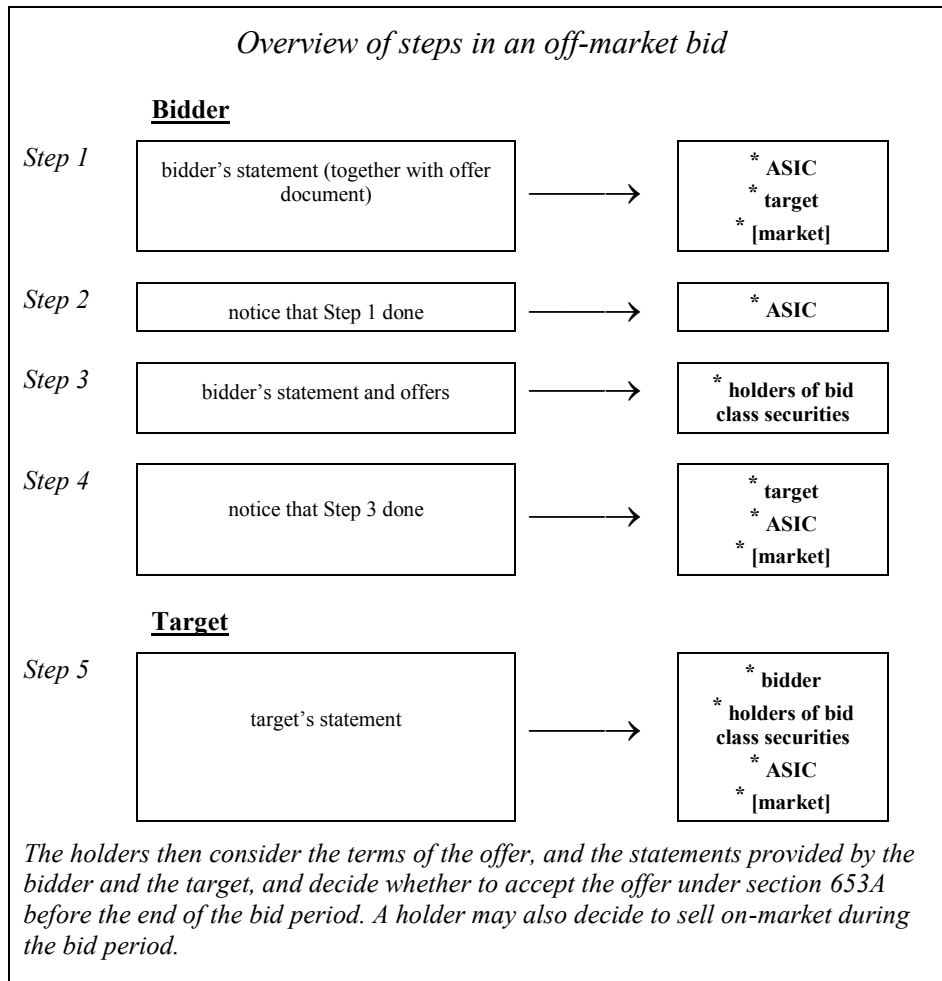 Overview of steps in an off-market bid
Bidder
Step 1
bidder’s statement (together with offer
document)
* ASIC
* target
* [market]
Step 2
notice that Step 1 done
* ASIC
Step 3
bidder’s statement and offers
* holders of bid
class securities
Step 4
notice that Step 3 done
* target
* ASIC
* [market]
Target
Step 5
target’s statement
* bidder
* holders of bid
class securities
* ASIC
* [market]
The holders then consider the terms of the offer, and the statements provided by the
bidder and the target, and decide whether to accept the offer under section 653A
before the end of the bid period. A holder may also decide to sell on-market during
the bid period.